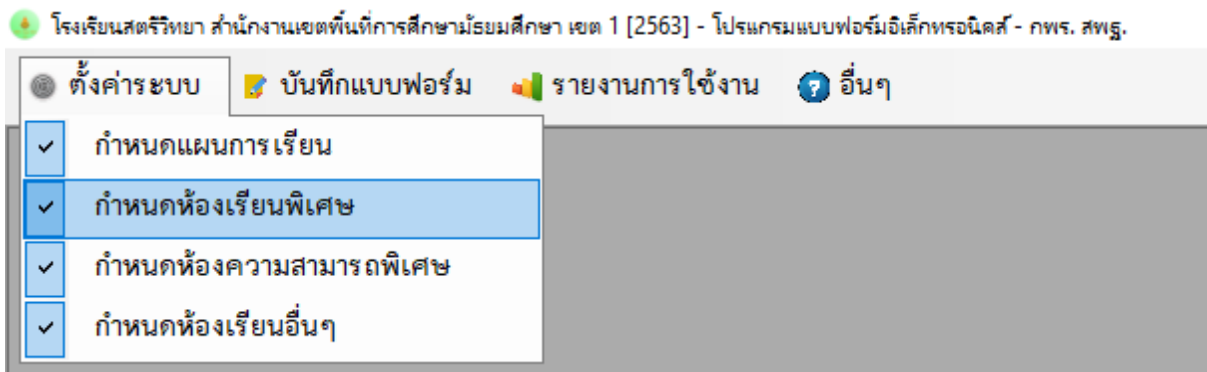 โรงเรียนสตรีวิทยา สำนักงานเขตพื้นที่การศึกษามัธยมศึกษา เขต 1 [2563] - โปรแกรมแบบฟอร์มอิเล็กทรอนิคส์ - กพร. สพฐ.
ตั้งค่าระบบ บันทึกแบบฟอร์ม รายงานการใช้งาน อื่นๆ
กำหนดแผนการเรียน
กำหนดห้องเรียนพิเศษ
กำหนดห้องความสามารถพิเศษ
กำหนดห้องเรียนอื่นๆ